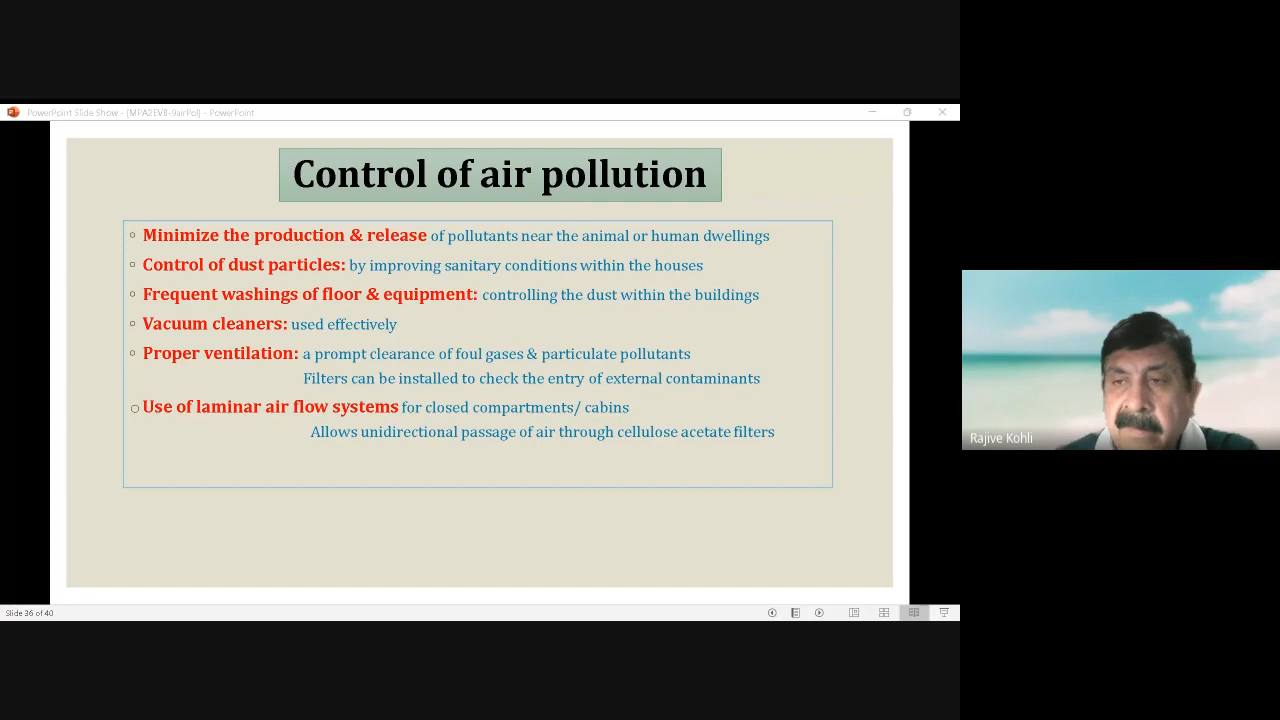 PowerPoint Slide Show - [MPA2EVB-9airPol] - PowerPoint
Control of air pollution
Minimize the production & release of pollutants near the animal or human dwellings
Control of dust particles: by improving sanitary conditions within the houses
Frequent washings of floor & equipment: controlling the dust within the buildings
Vacuum cleaners: used effectively
Proper ventilation: a prompt clearance of foul gases & particulate pollutants
Filters can be installed to check the entry of external contaminants
Use of laminar air flow systems for closed compartments/ cabins
Allows unidirectional passage of air through cellulose acetate filters
Rajive Kohli
Slide 36 of 40